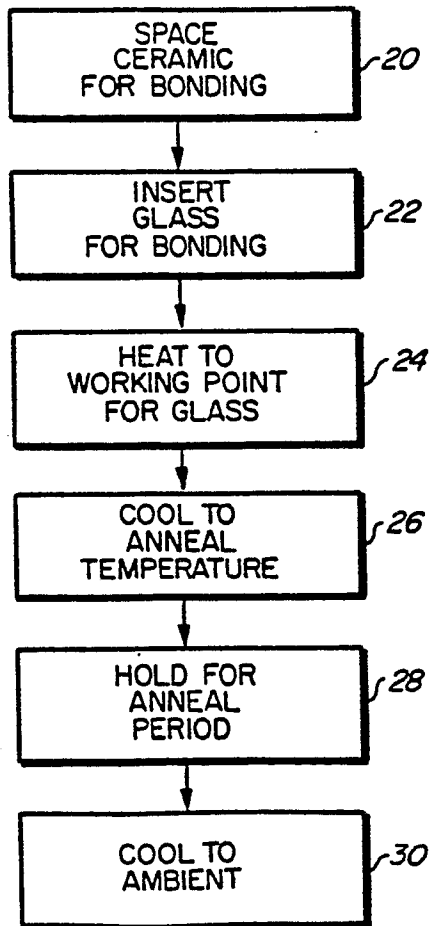 SPACE
CERAMIC
FOR BONDING
20
INSERT
GLASS
FOR BONDING
22
HEAT TO
WORKING POINT
FOR GLASS
24
COOL TO
ANNEAL
TEMPERATURE
26
HOLD FOR
ANNEAL
PERIOD
28
COOL TO
AMBIENT
30